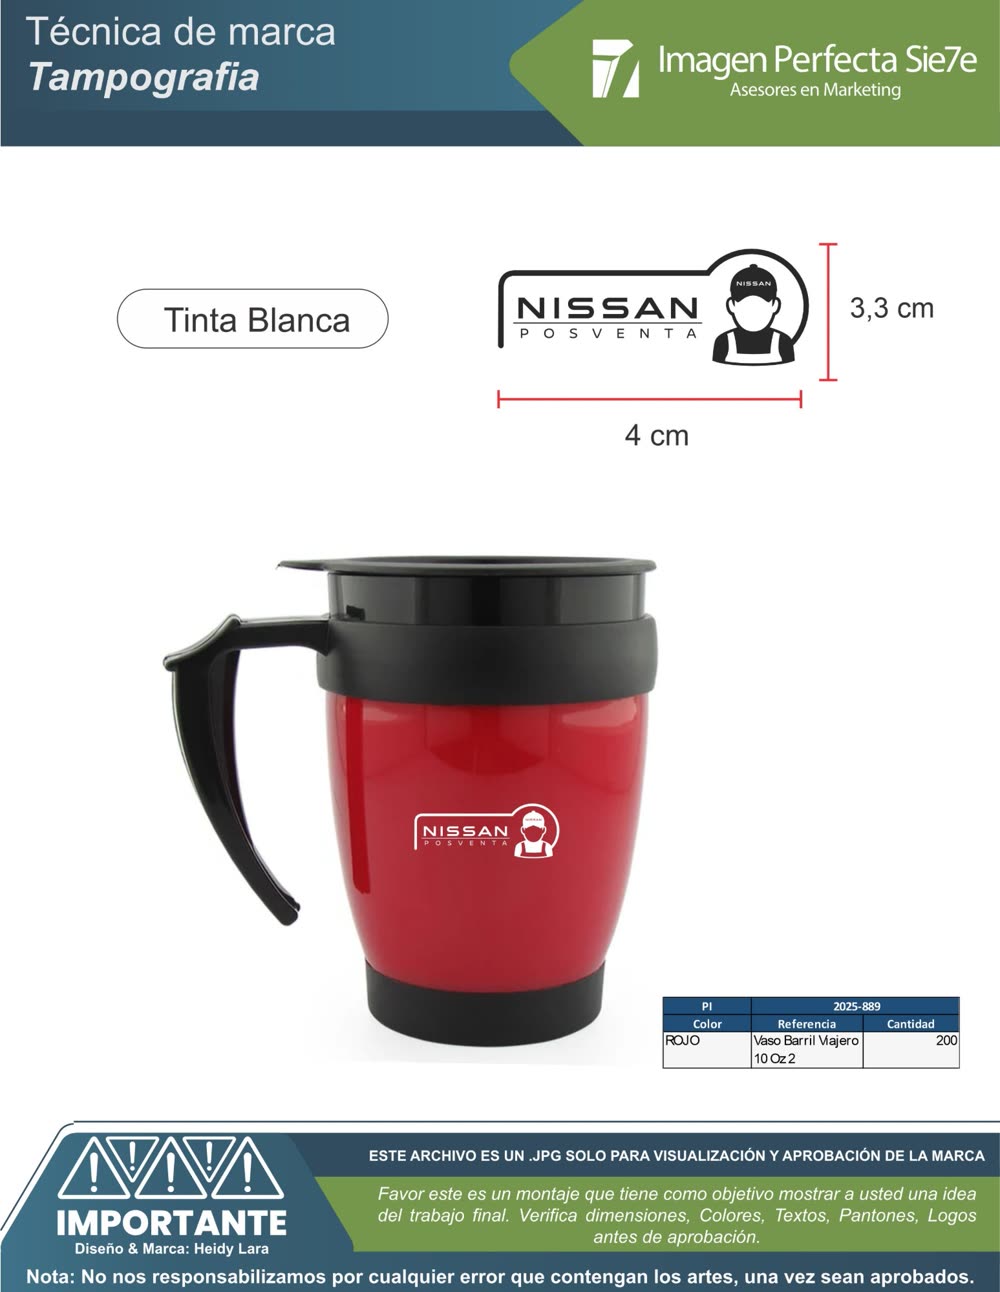 Técnica de marca
Tampografia
Imagen Perfecta Sie7e
Asesores en Marketing
Tinta Blanca
NISSAN
NISSAN
POSVENTA
3,3 cm
4 cm
NISSAN
NISSAN
POSVENTA
PI 2025-889
Color Referencia Cantidad
ROJO Vaso Barril Viajero 200
10 Oz 2
ESTE ARCHIVO ES UN .JPG SOLO PARA VISUALIZACIÓN Y APROBACIÓN DE LA MARCA
Favor este es un montaje que tiene como objetivo mostrar a usted una idea
del trabajo final. Verifica dimensiones, Colores, Textos, Pantones, Logos
antes de aprobación.
IMPORTANTE
Diseño & Marca: Heidy Lara
Nota: No nos responsabilizamos por cualquier error que contengan los artes, una vez sean aprobados.